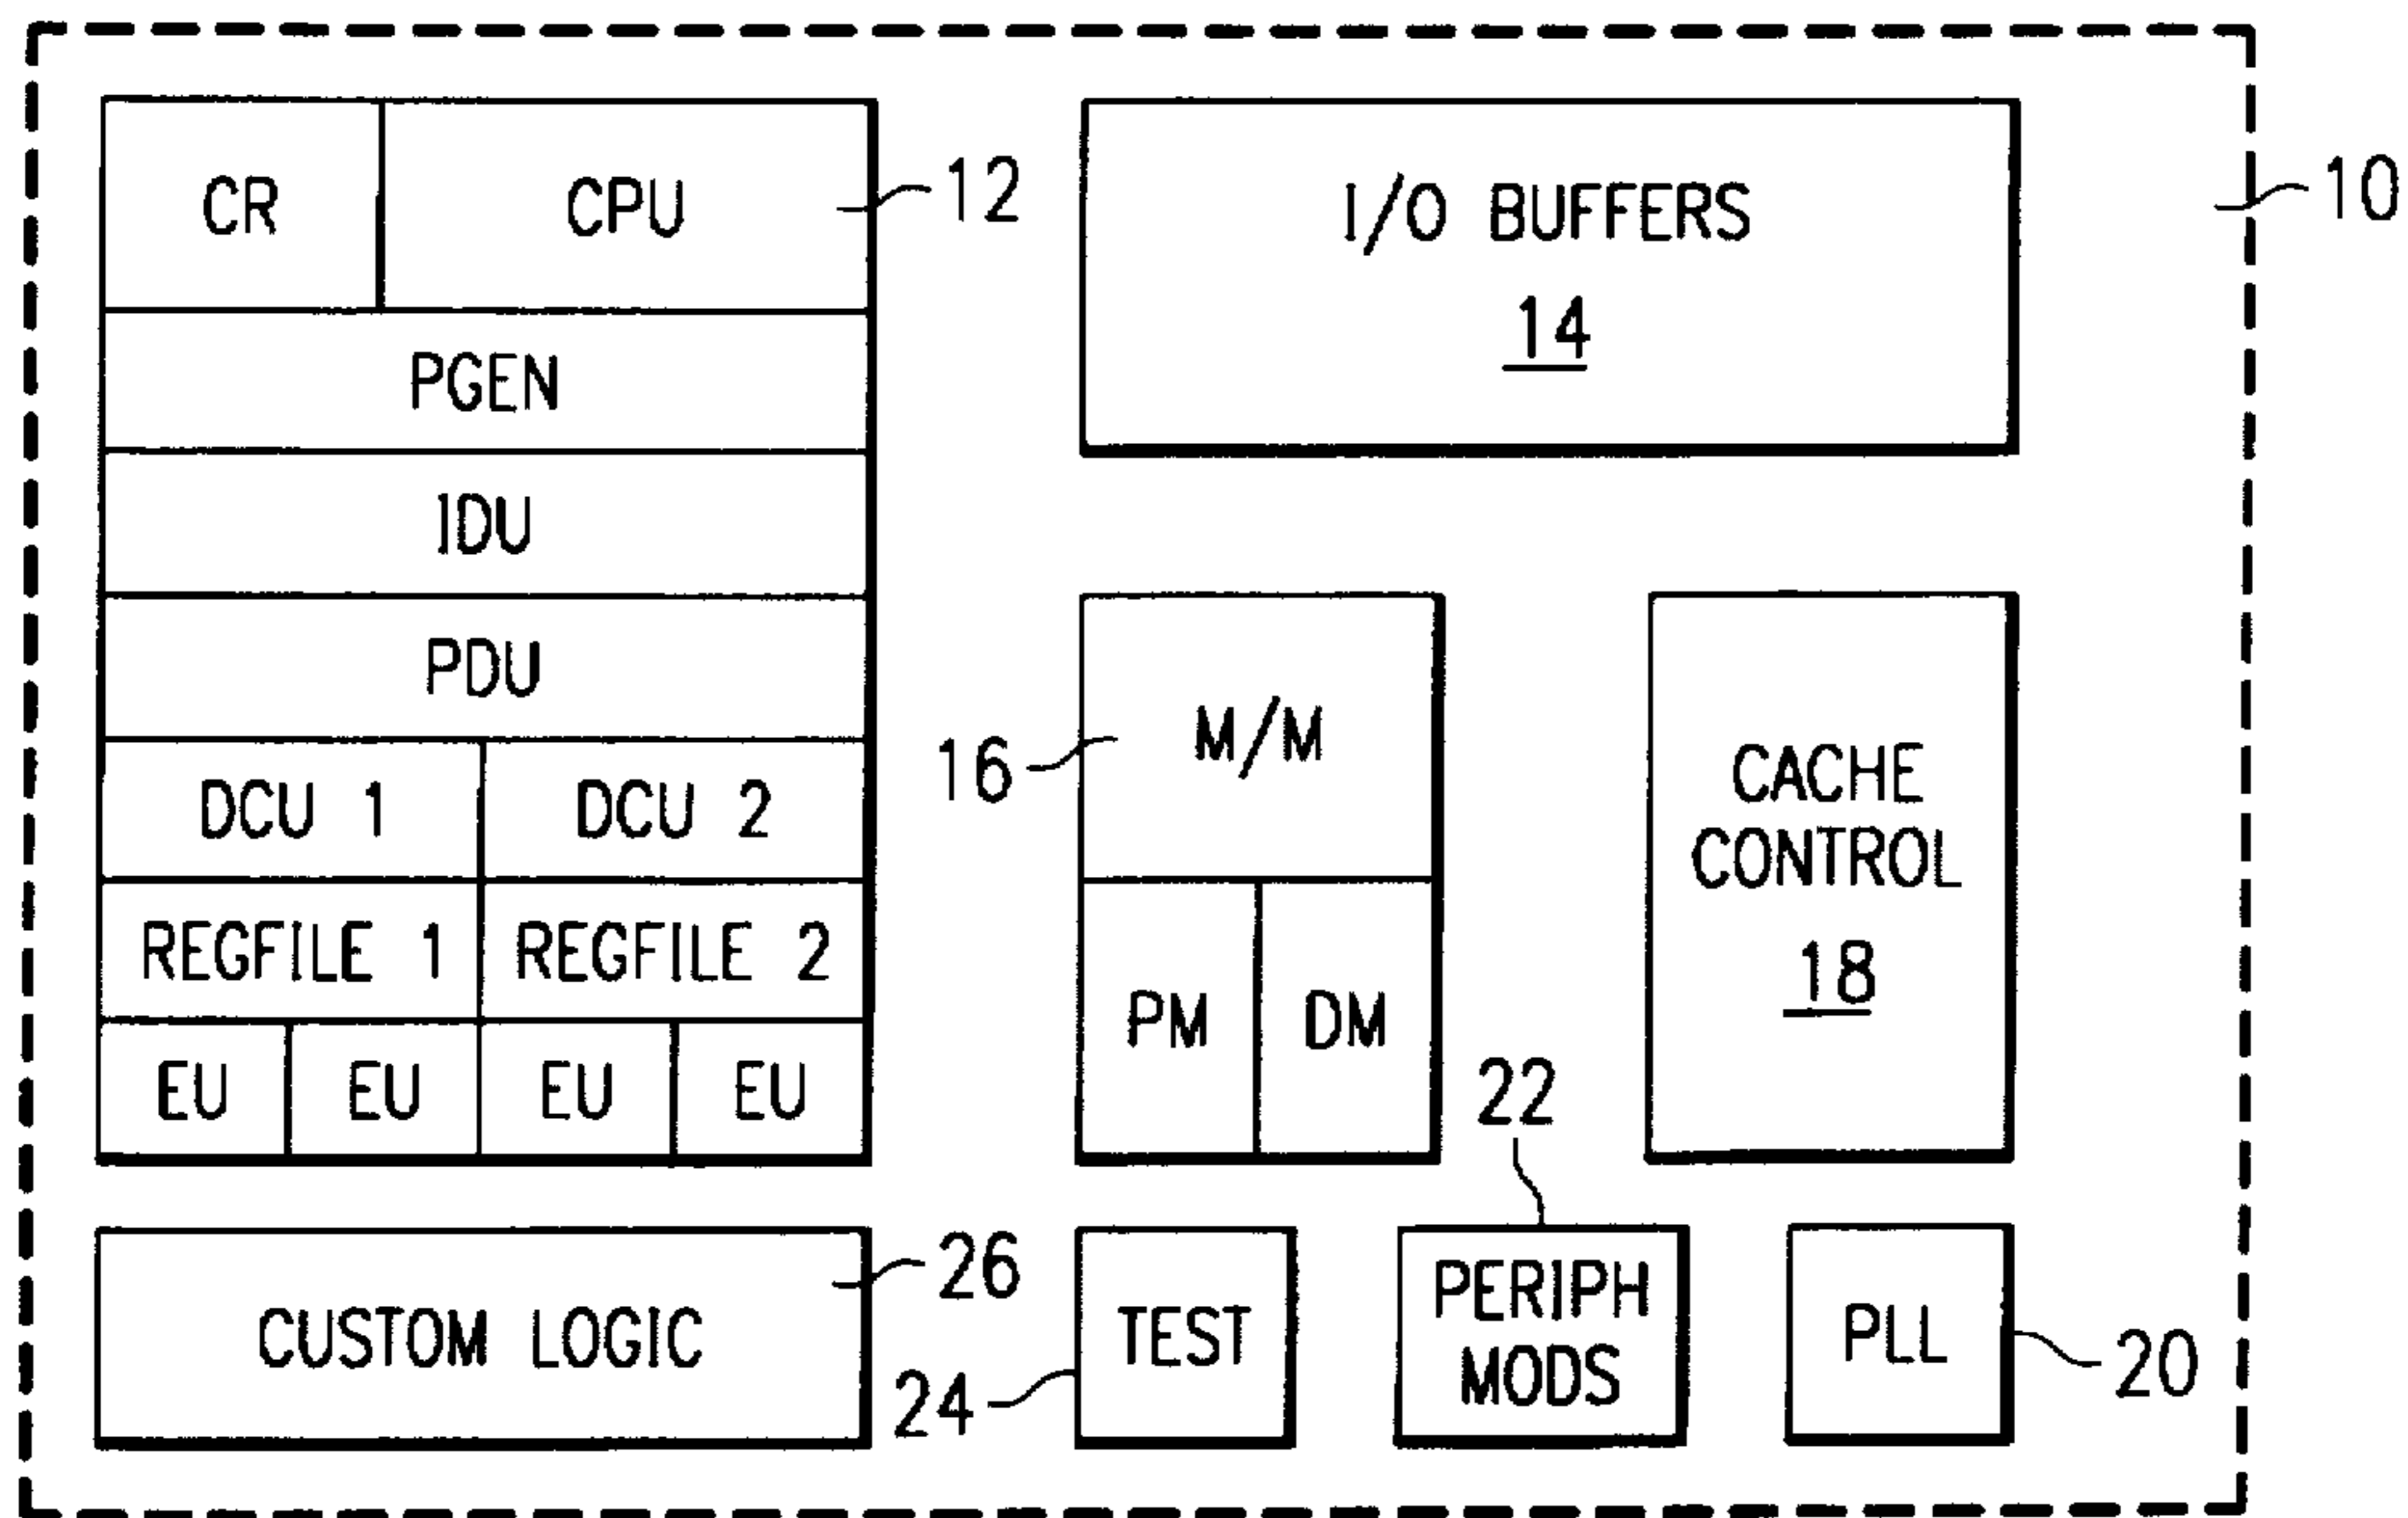 CR
CPU
12
I/O BUFFERS
14
10
PGEN
IDU
PDU
DCU 1
DCU 2
REGFILE 1
REGFILE 2
EU
EU
EU
EU
16
M/M
PM
DM
CACHE
CONTROL
18
22
CUSTOM LOGIC
26
24
TEST
PERIPH
MODS
PLL
20